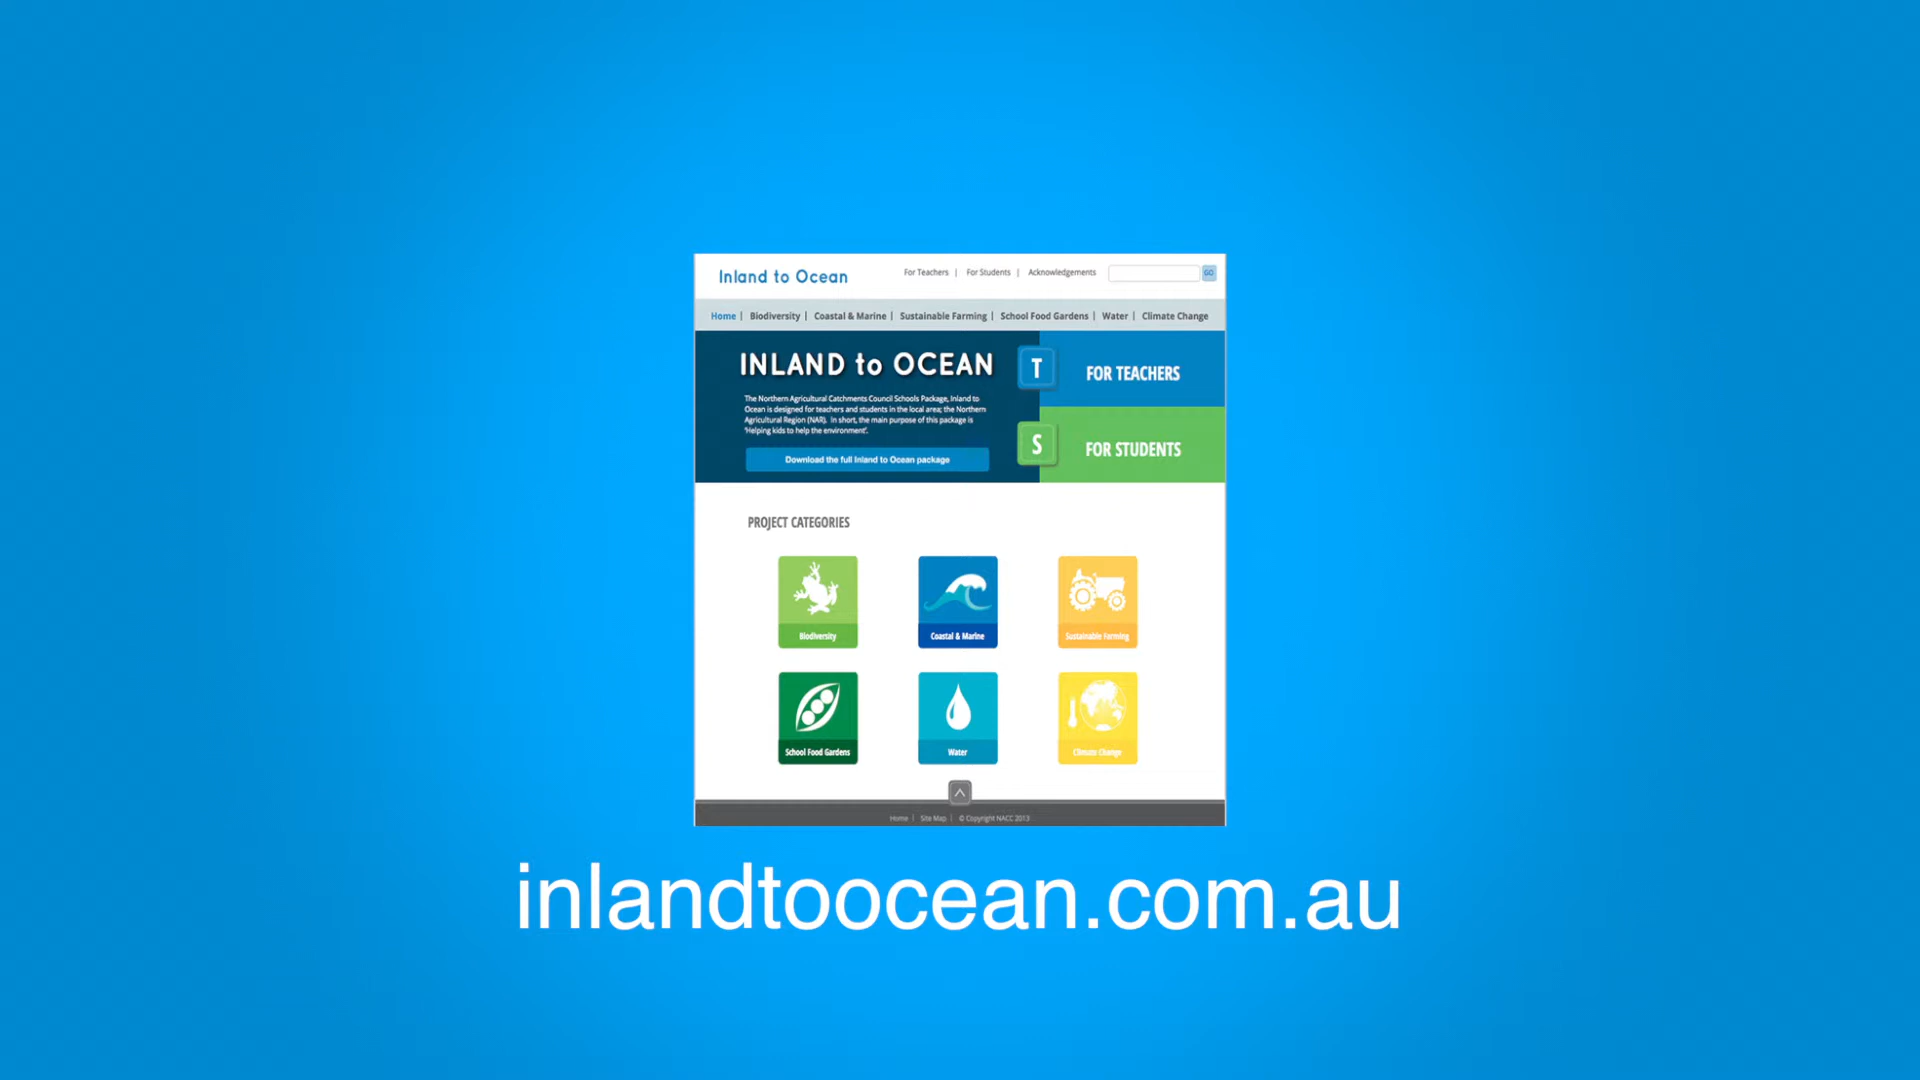 Inland to Ocean
For Teachers | For Students | Acknowledgements
GO
Home | Biodiversity | Coastal & Marine | Sustainable Farming | School Food Gardens | Water | Climate Change
INLAND to OCEAN
The Northern Agricultural Catchments Council Schools Package, Inland to
Ocean is designed for teachers and students in the local area; the Northern
Agricultural Region (NAR). In short, the main purpose of this package is
'Helping kids to help the environment'.
Download the full Inland to Ocean package
T
FOR TEACHERS
S
FOR STUDENTS
PROJECT CATEGORIES
Biodiversity
Coastal & Marine
Sustainable Farming
School Food Gardens
Water
Climate Change
Home | Site Map | © Copyright NACC 2013
inlandtoocean.com.au